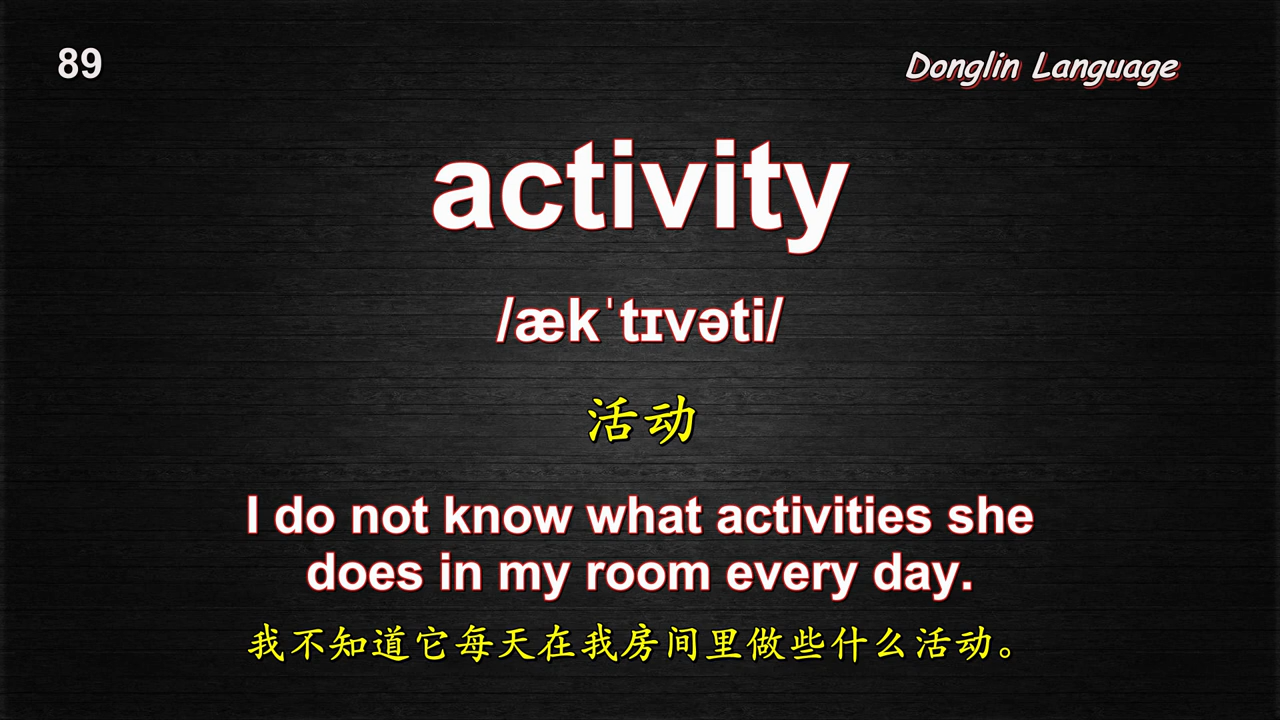 89
Donglin Language
activity
/ækˈtɪvəti/
活动
I do not know what activities she
does in my room every day.
我不知道它每天在我房间里做些什么活动。